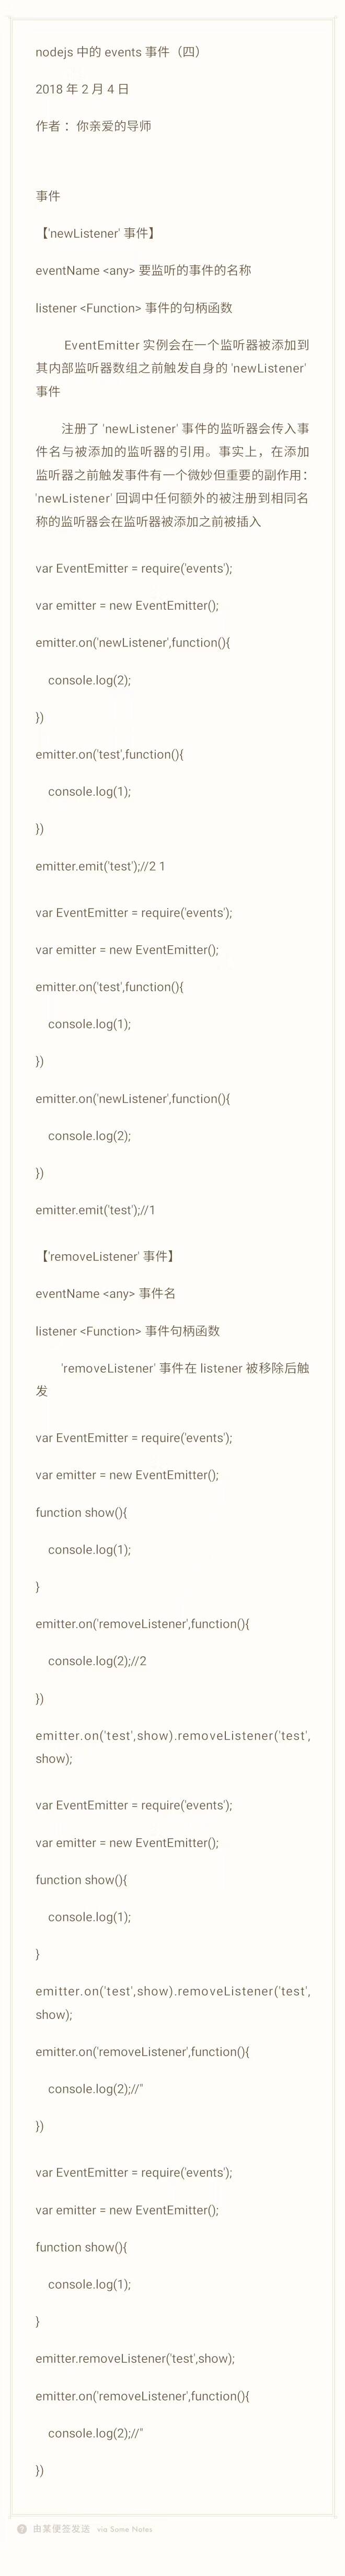 nodejs 中的 events 事件（四）
2018 年 2 月 4 日
作者：你亲爱的导师
事件
【'newListener' 事件】
eventName <any> 要监听的事件的名称
listener <Function> 事件的句柄函数
EventEmitter 实例会在一个监听器被添加到
其内部监听器数组之前触发自身的 'newListener'
事件
注册了 'newListener' 事件的监听器会传入事
件名与被添加的监听器的引用。事实上，在添加
监听器之前触发事件有一个微妙但重要的副作用：
'newListener' 回调中任何额外的被注册到相同名
称的监听器会在监听器被添加之前被插入
var EventEmitter = require('events');
var emitter = new EventEmitter();
emitter.on('newListener',function(){
console.log(2);
})
emitter.on('test',function(){
console.log(1);
})
emitter.emit('test');//2 1
var EventEmitter = require('events');
var emitter = new EventEmitter();
emitter.on('test',function(){
console.log(1);
})
emitter.on('newListener',function(){
console.log(2);
})
emitter.emit('test');//1
【'removeListener' 事件】
eventName <any> 事件名
listener <Function> 事件句柄函数
'removeListener' 事件在 listener 被移除后触
发
var EventEmitter = require('events');
var emitter = new EventEmitter();
function show(){
console.log(1);
}
emitter.on('removeListener',function(){
console.log(2);//2
})
emitter.on('test',show).removeListener('test',
show);
var EventEmitter = require('events');
var emitter = new EventEmitter();
function show(){
console.log(1);
}
emitter.on('test',show).removeListener('test',
show);
emitter.on('removeListener',function(){
console.log(2);//''
})
var EventEmitter = require('events');
var emitter = new EventEmitter();
function show(){
console.log(1);
}
emitter.removeListener('test',show);
emitter.on('removeListener',function(){
console.log(2);//''
})
? 由某便签发送 via Some Notes